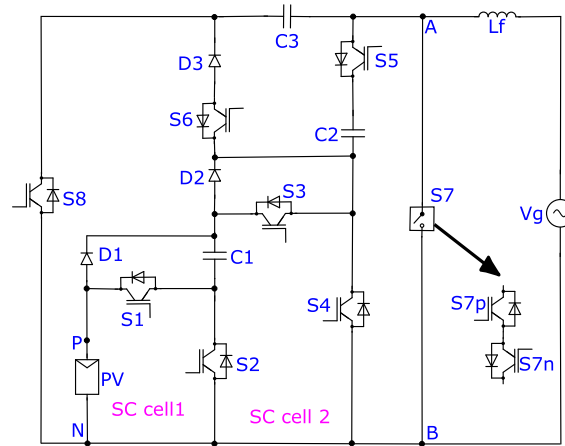 A
Lf
C3
D3
S5
S6
C2
D2
S3
S7
S8
Vg
D1
C1
S1
S4
S7p
P
S2
S7n
PV
SC cell1
SC cell 2
N
B